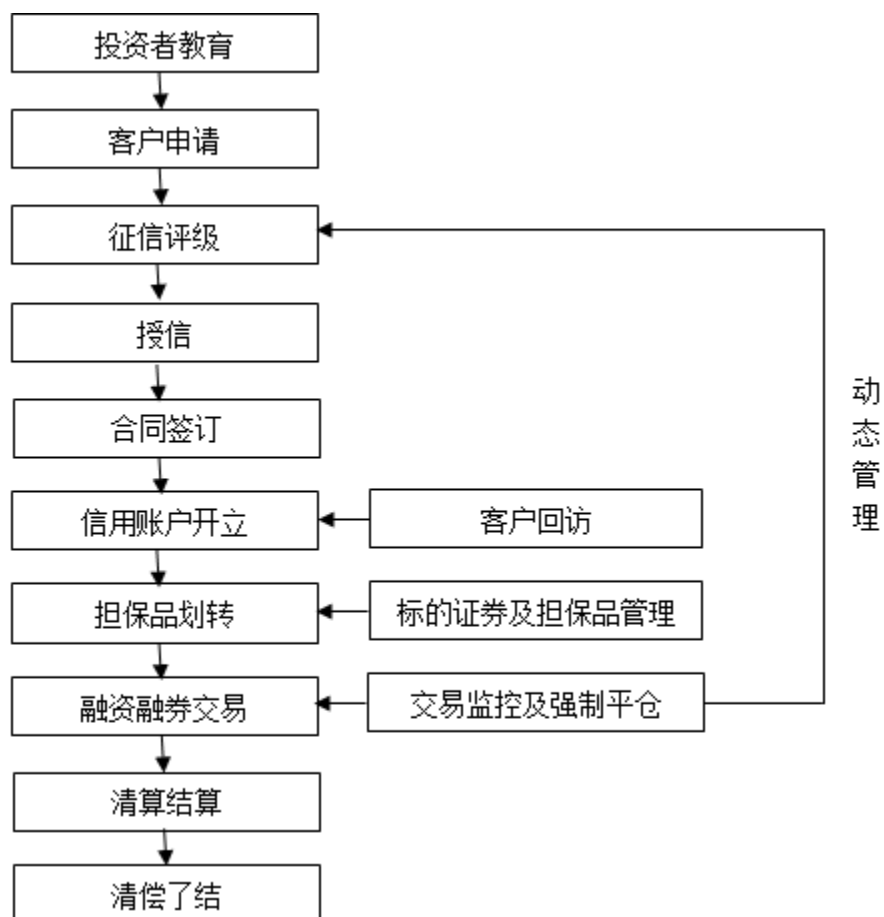 投资者教育
客户申请
征信评级
授信
合同签订
信用账户开立
客户回访
担保品划转
标的证券及担保品管理
融资融券交易
交易监控及强制平仓
清算结算
清偿了结
动
态
管
理